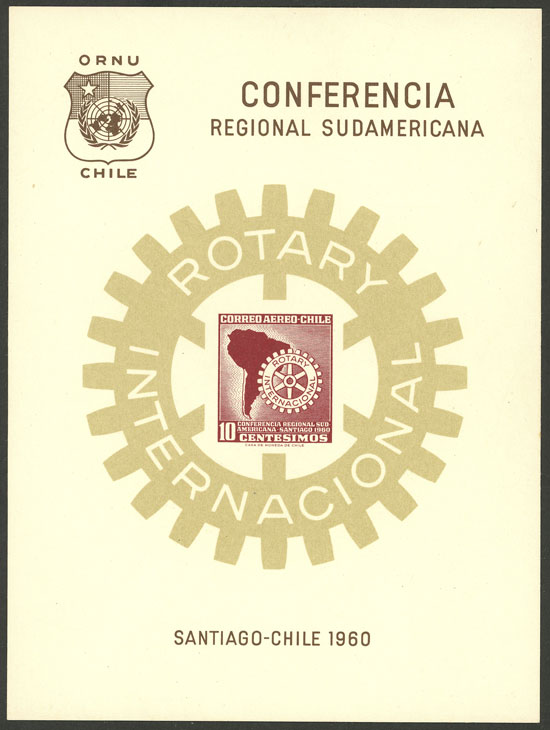 ORNU
CHILE
CONFERENCIA
REGIONAL SUDAMERICANA
ROTARY
INTERNACIONAL
CORREO AEREO-CHILE
ROTARY
INTERNACIONAL
CONFERENCIA REGIONAL SUD-
AMERICANA-SANTIAGO 1960
10 CENTESIMOS
CASA DE MONEDA DE CHILE
SANTIAGO-CHILE 1960